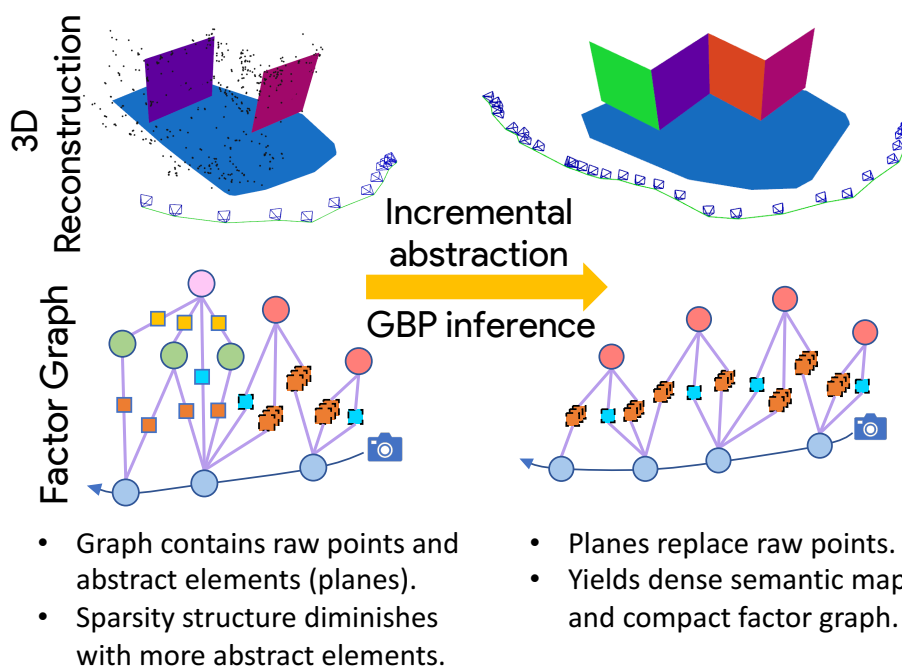 3D
Reconstruction
Incremental
abstraction
GBP inference
Factor Graph
• Graph contains raw points and
abstract elements (planes).
• Sparsity structure diminishes
with more abstract elements.
• Planes replace raw points.
• Yields dense semantic map
and compact factor graph.